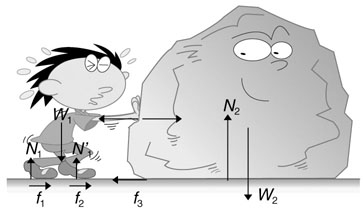 W₁
N₁ N'₁ N₂
f₁ f₂ f₃ W₂